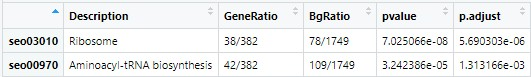 Description GeneRatio BgRatio pvalue p.adjust
seo03010 Ribosome 38/382 78/1749 7.025066e-08 5.690303e-06
seo00970 Aminoacyl-tRNA biosynthesis 42/382 109/1749 3.242386e-05 1.313166e-03